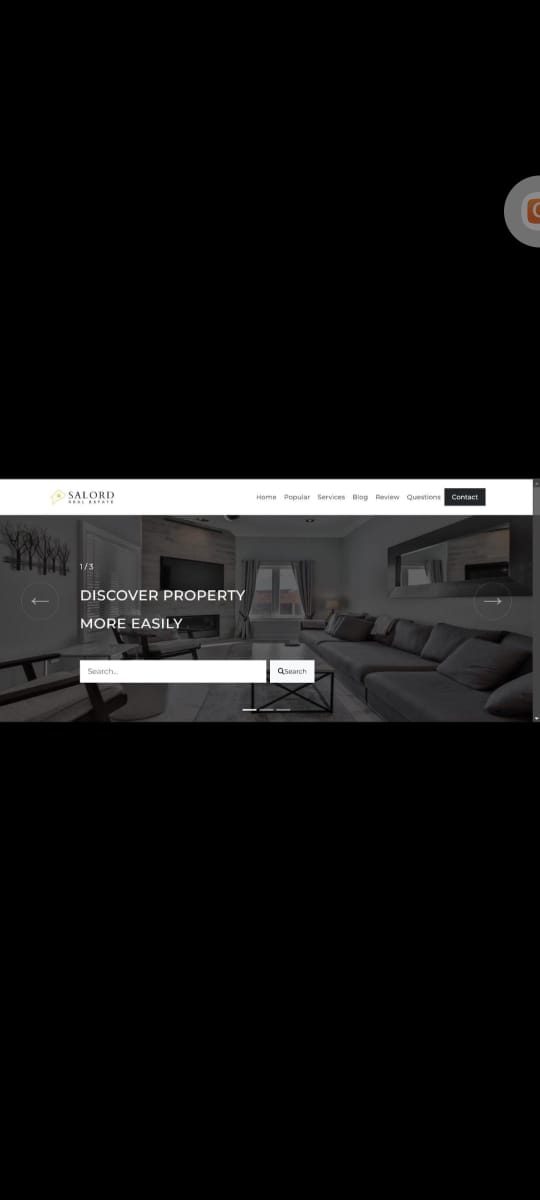 SALORD
REAL ESTATE
Home Popular Services Blog Review Questions Contact
1 / 3
DISCOVER PROPERTY
MORE EASILY
Search... Search